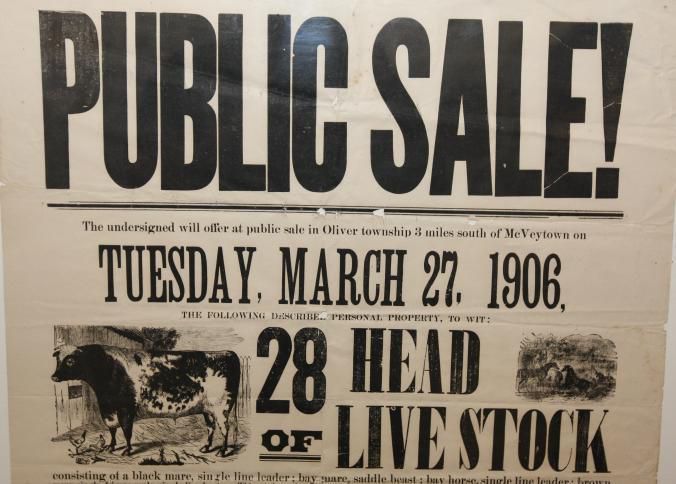 PUBLIC SALE!
The undersigned will offer at public sale in Oliver township 3 miles south of McVeytown on
TUESDAY, MARCH 27, 1906,
THE FOLLOWING DESCRIBED PERSONAL PROPERTY, TO WIT:
28 HEAD
OF LIVE STOCK
consisting of a black mare, single line leader; bay mare, saddle beast; bay horse, single line leader; brown